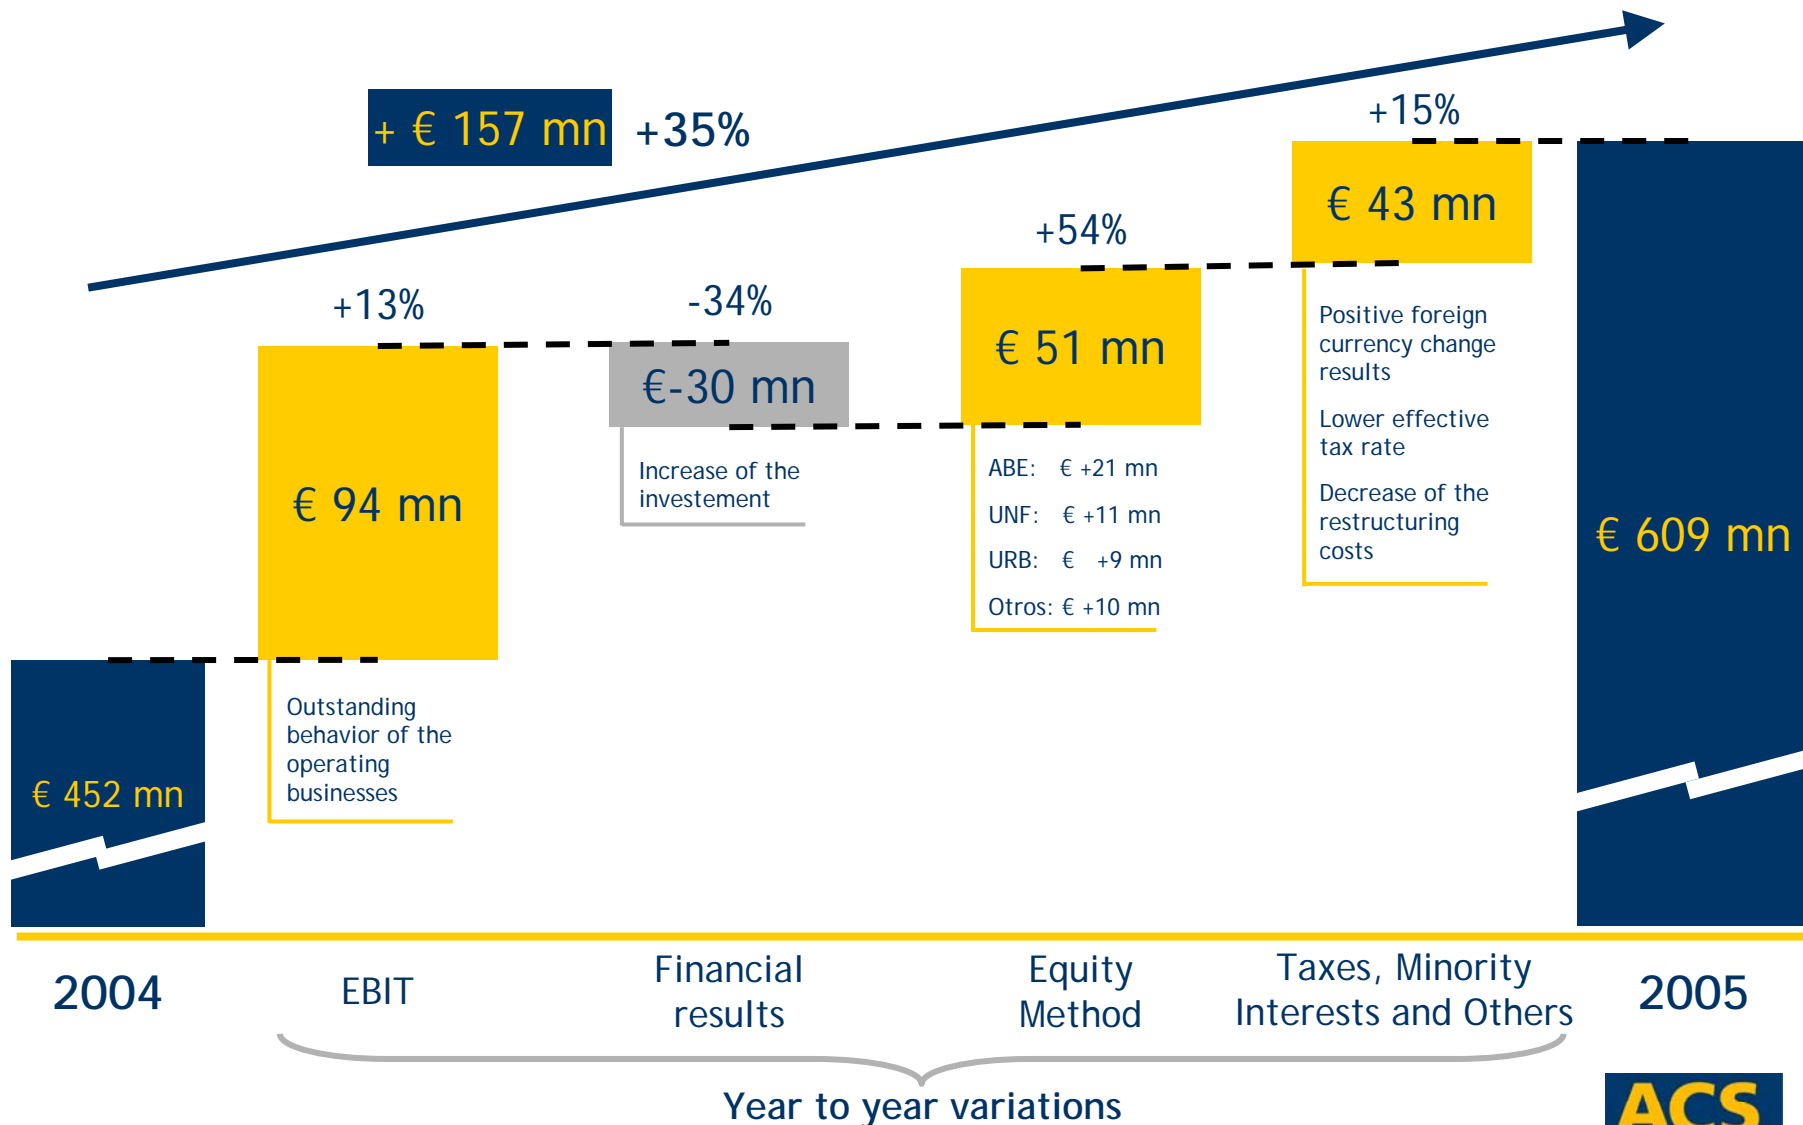 + € 157 mn
+35%
+15%
€ 43 mn
+54%
+13%
-34%
€ 51 mn
€-30 mn
Positive foreign
currency change
results
Lower effective
tax rate
Decrease of the
restructuring
costs
Increase of the
investement
ABE: € +21 mn
UNF: € +11 mn
URB: € +9 mn
Otros: € +10 mn
€ 94 mn
€ 609 mn
Outstanding
behavior of the
operating
businesses
€ 452 mn
2004
EBIT
Financial
results
Equity
Method
Taxes, Minority
Interests and Others
2005
Year to year variations
ACS